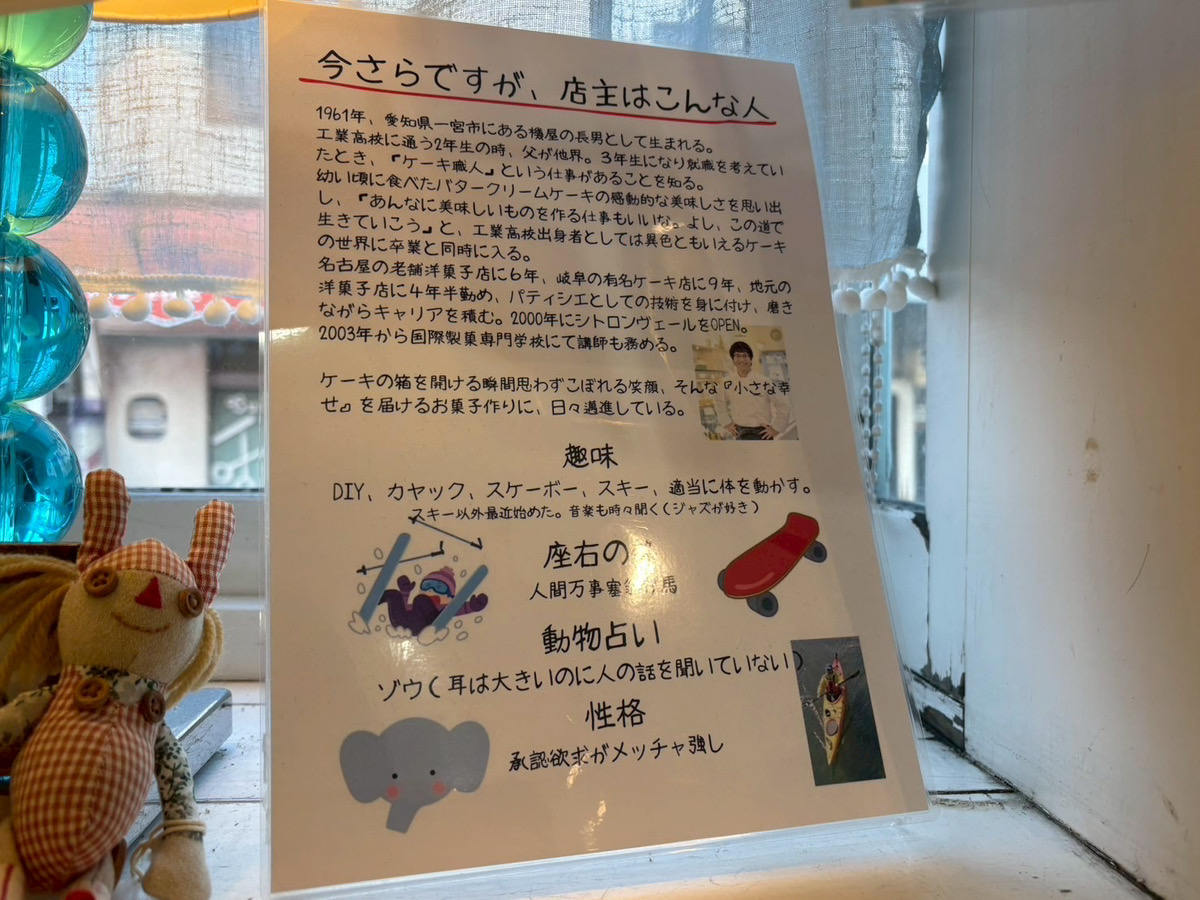 今さらですが、店主はこんな人
1961年、愛知県一宮市にある機屋の長男として生まれる。
工業高校に通う2年生の時、父が他界。3年生になり就職を考えてい
たとき、『ケーキ職人』という仕事があることを知る。
幼い頃に食べたバタークリームケーキの感動的な美味しさを思い出
し、『あんなに美味しいものを作る仕事もいいな。よし、この道で
生きていこう』と、工業高校出身者としては異色ともいえるケーキ
の世界に卒業と同時に入る。
名古屋の老舗洋菓子店に6年、岐阜の有名ケーキ店に9年、地元の
洋菓子店に4年半勤め、パティシエとしての技術を身に付け、磨き
ながらキャリアを積む。2000年にシトロンヴェールをOPEN。
2003年から国際製菓専門学校にて講師も務める。
ケーキの箱を開ける瞬間思わずこぼれる笑顔、そんな『小さな幸
せ』を届けるお菓子作りに、日々邁進している。
趣味
DIY、カヤック、スケーボー、スキー、適当に体を動かす。
スキー以外最近始めた。音楽も時々聞く(ジャズが好き)
座右の
人間万事塞 馬
動物占い
ゾウ(耳は大きいのに人の話を聞いていない)
性格
承認欲求がメッチャ強し